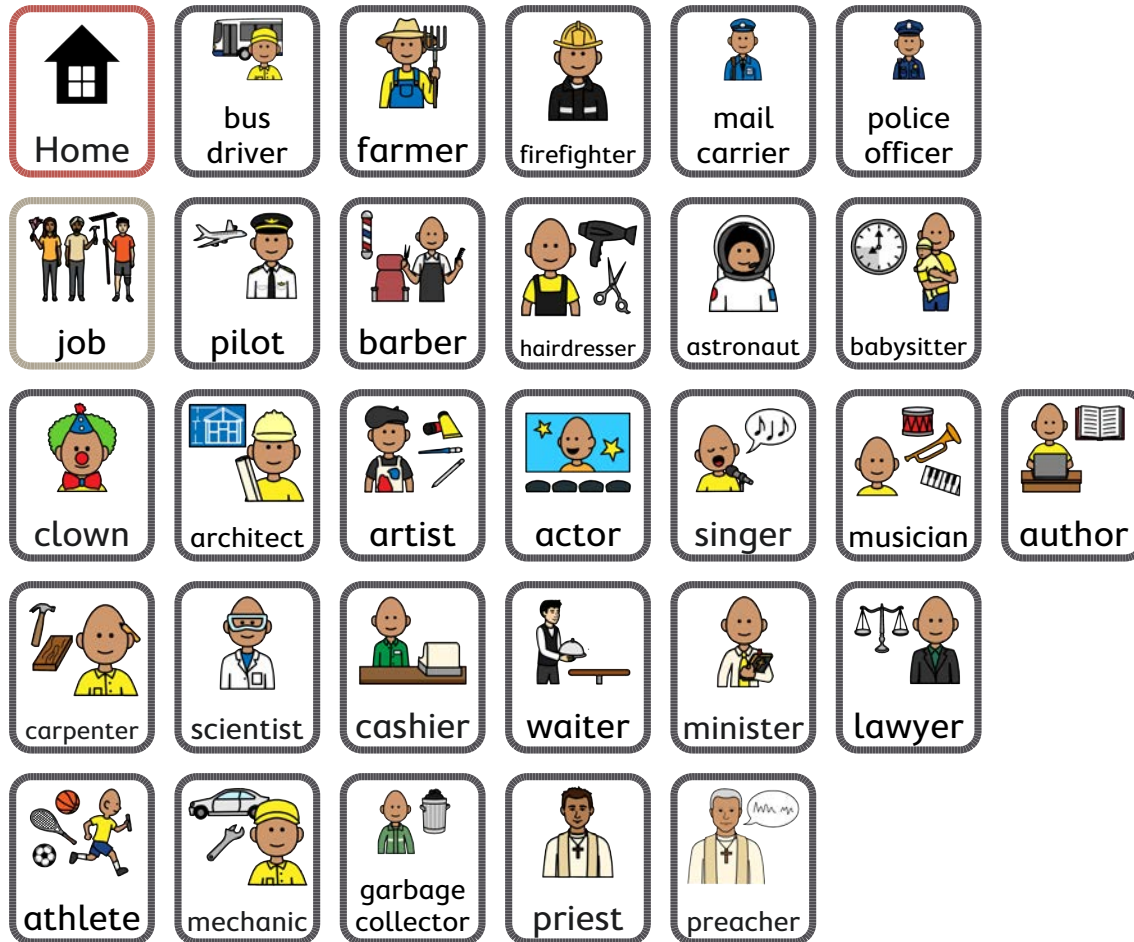 Home
bus
driver
farmer
firefighter
mail
carrier
police
officer
job
pilot
barber
hairdresser
astronaut
babysitter
clown
architect
artist
actor
singer
musician
author
carpenter
scientist
cashier
waiter
minister
lawyer
athlete
mechanic
garbage
collector
priest
preacher